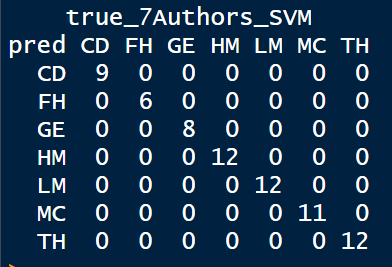 true_7Authors_SVM
pred CD FH GE HM LM MC TH
CD 9 0 0 0 0 0 0
FH 0 6 0 0 0 0 0
GE 0 0 8 0 0 0 0
HM 0 0 0 12 0 0 0
LM 0 0 0 0 12 0 0
MC 0 0 0 0 0 11 0
TH 0 0 0 0 0 0 12